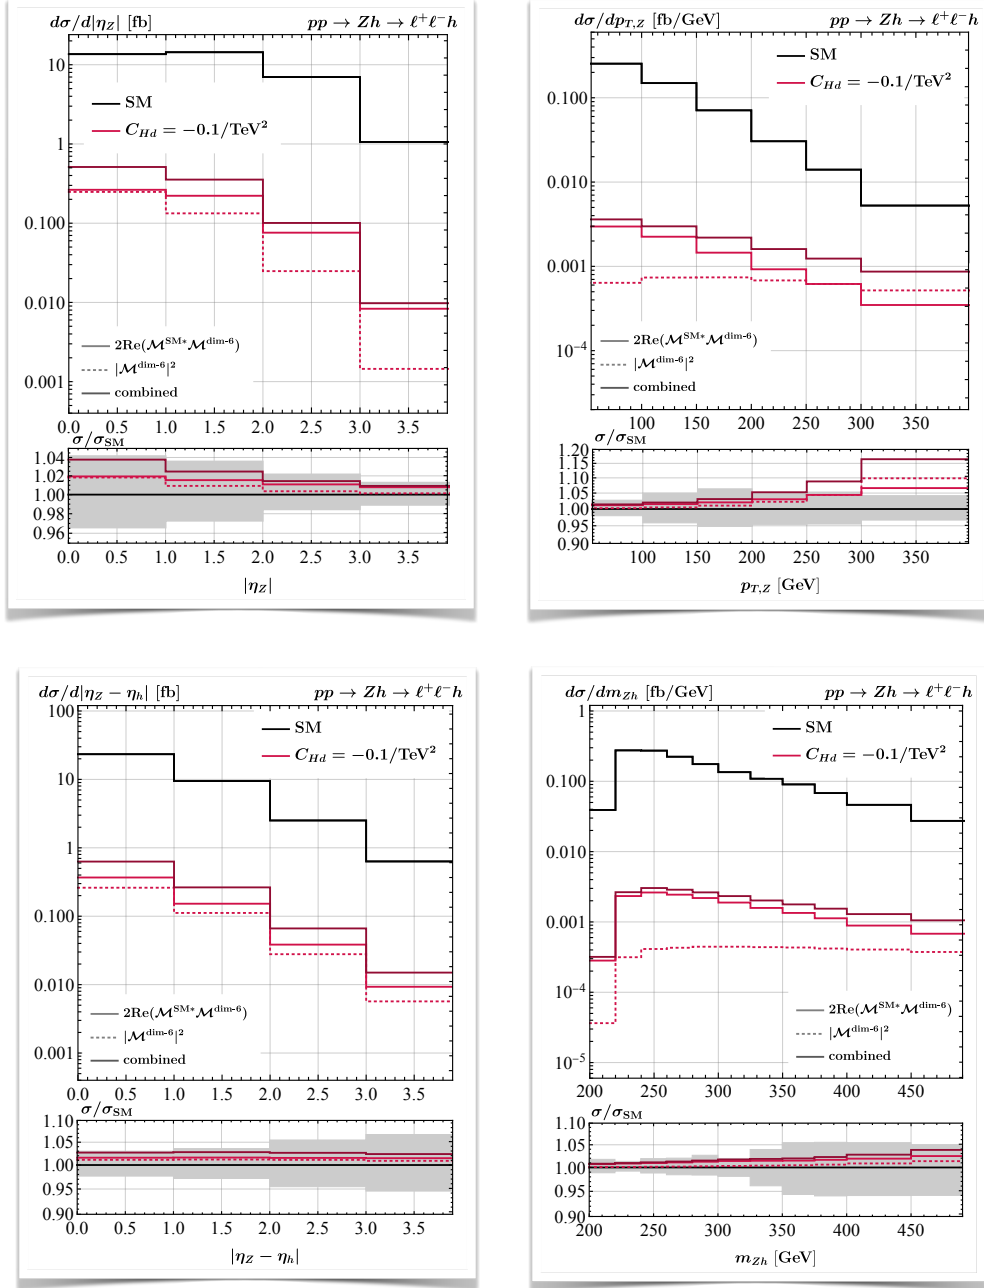 dσ/d|η_Z| [fb] pp → Zh → ℓ⁺ℓ⁻h
10
1
0.100
0.010
0.001
SM
C_Hd = −0.1/TeV²
2Re(𝓜^SM* 𝓜^dim-6)
|𝓜^dim-6|²
combined
0.0 0.5 1.0 1.5 2.0 2.5 3.0 3.5
σ/σ_SM
1.04
1.02
1.00
0.98
0.96
0.0 0.5 1.0 1.5 2.0 2.5 3.0 3.5
|η_Z|
dσ/dp_T,Z [fb/GeV] pp → Zh → ℓ⁺ℓ⁻h
0.100
0.010
0.001
10⁻⁴
SM
C_Hd = −0.1/TeV²
2Re(𝓜^SM* 𝓜^dim-6)
|𝓜^dim-6|²
combined
100 150 200 250 300 350
σ/σ_SM
1.20
1.15
1.10
1.05
1.00
0.95
0.90
100 150 200 250 300 350
p_T,Z [GeV]
dσ/d|η_Z − η_h| [fb] pp → Zh → ℓ⁺ℓ⁻h
100
10
1
0.100
0.010
0.001
SM
C_Hd = −0.1/TeV²
2Re(𝓜^SM* 𝓜^dim-6)
|𝓜^dim-6|²
combined
0.0 0.5 1.0 1.5 2.0 2.5 3.0 3.5
σ/σ_SM
1.10
1.05
1.00
0.95
0.90
0.0 0.5 1.0 1.5 2.0 2.5 3.0 3.5
|η_Z − η_h|
dσ/dm_Zh [fb/GeV] pp → Zh → ℓ⁺ℓ⁻h
1
0.100
0.010
0.001
10⁻⁴
10⁻⁵
SM
C_Hd = −0.1/TeV²
2Re(𝓜^SM* 𝓜^dim-6)
|𝓜^dim-6|²
combined
200 250 300 350 400 450
σ/σ_SM
1.10
1.05
1.00
0.95
0.90
200 250 300 350 400 450
m_Zh [GeV]